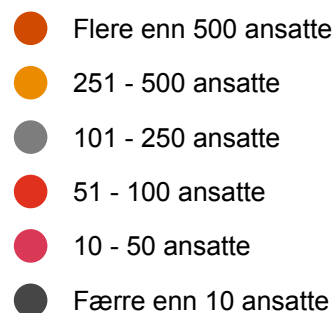 Flere enn 500 ansatte
251 - 500 ansatte
101 - 250 ansatte
51 - 100 ansatte
10 - 50 ansatte
Færre enn 10 ansatte